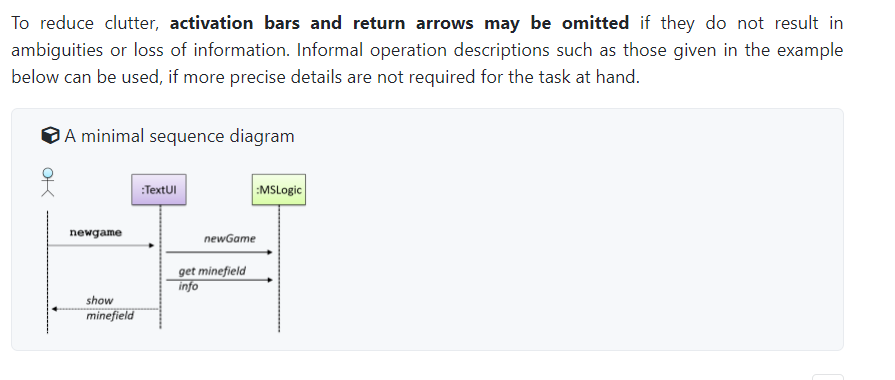 To reduce clutter, activation bars and return arrows may be omitted if they do not result in
ambiguities or loss of information. Informal operation descriptions such as those given in the example
below can be used, if more precise details are not required for the task at hand.
A minimal sequence diagram
:TextUI
:MSLogic
newgame
newGame
get minefield
info
show
minefield